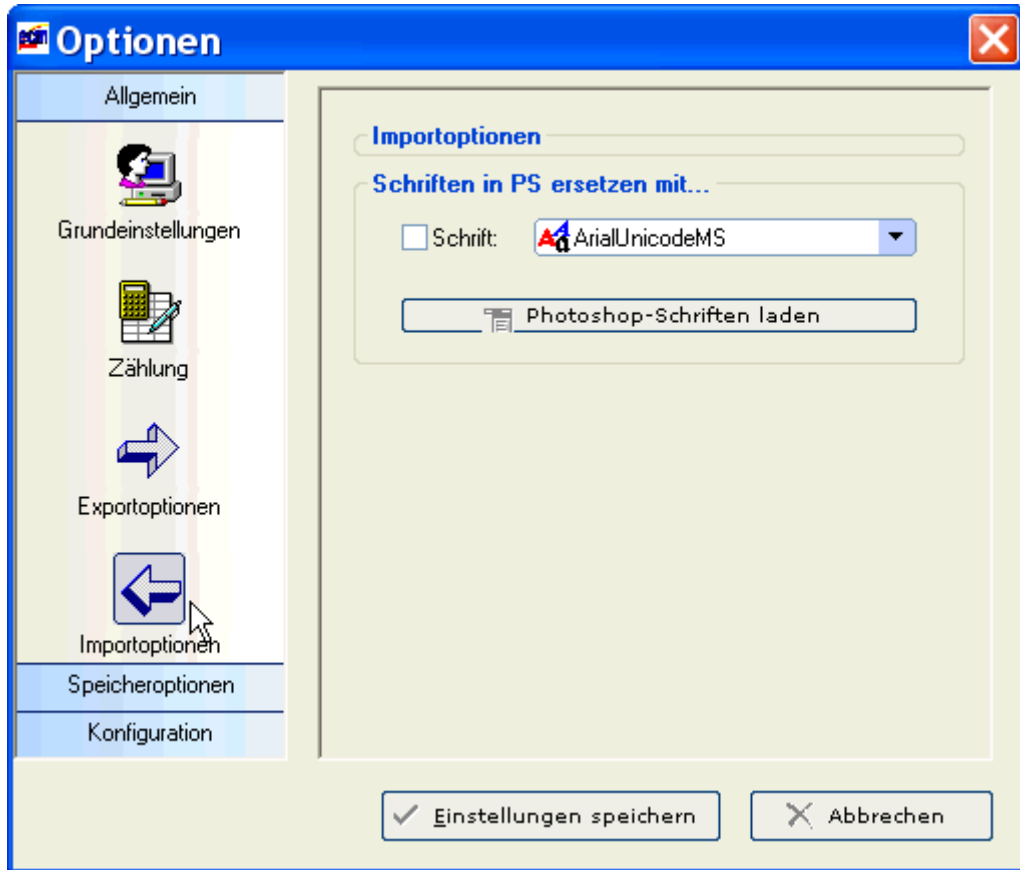 Optionen
Allgemein
Grundeinstellungen
Zählung
Exportoptionen
Importoptionen
Speicheroptionen
Konfiguration
Importoptionen
Schriften in PS ersetzen mit...
Schrift: ArialUnicodeMS
Photoshop-Schriften laden
Einstellungen speichern
Abbrechen